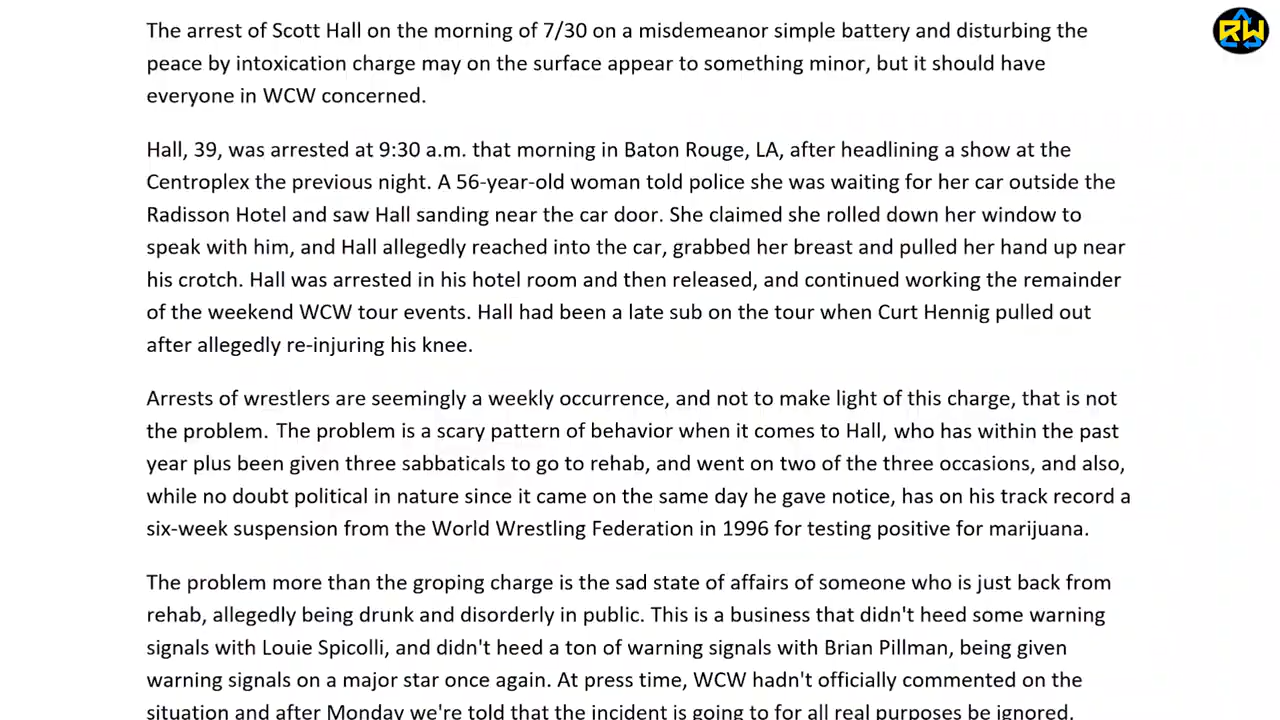 The arrest of Scott Hall on the morning of 7/30 on a misdemeanor simple battery and disturbing the
peace by intoxication charge may on the surface appear to something minor, but it should have
everyone in WCW concerned.
Hall, 39, was arrested at 9:30 a.m. that morning in Baton Rouge, LA, after headlining a show at the
Centroplex the previous night. A 56-year-old woman told police she was waiting for her car outside the
Radisson Hotel and saw Hall sanding near the car door. She claimed she rolled down her window to
speak with him, and Hall allegedly reached into the car, grabbed her breast and pulled her hand up near
his crotch. Hall was arrested in his hotel room and then released, and continued working the remainder
of the weekend WCW tour events. Hall had been a late sub on the tour when Curt Hennig pulled out
after allegedly re-injuring his knee.
Arrests of wrestlers are seemingly a weekly occurrence, and not to make light of this charge, that is not
the problem. The problem is a scary pattern of behavior when it comes to Hall, who has within the past
year plus been given three sabbaticals to go to rehab, and went on two of the three occasions, and also,
while no doubt political in nature since it came on the same day he gave notice, has on his track record a
six-week suspension from the World Wrestling Federation in 1996 for testing positive for marijuana.
The problem more than the groping charge is the sad state of affairs of someone who is just back from
rehab, allegedly being drunk and disorderly in public. This is a business that didn't heed some warning
signals with Louie Spicolli, and didn't heed a ton of warning signals with Brian Pillman, being given
warning signals on a major star once again. At press time, WCW hadn't officially commented on the
situation and after Monday we're told that the incident is going to for all real purposes be ignored.
RW